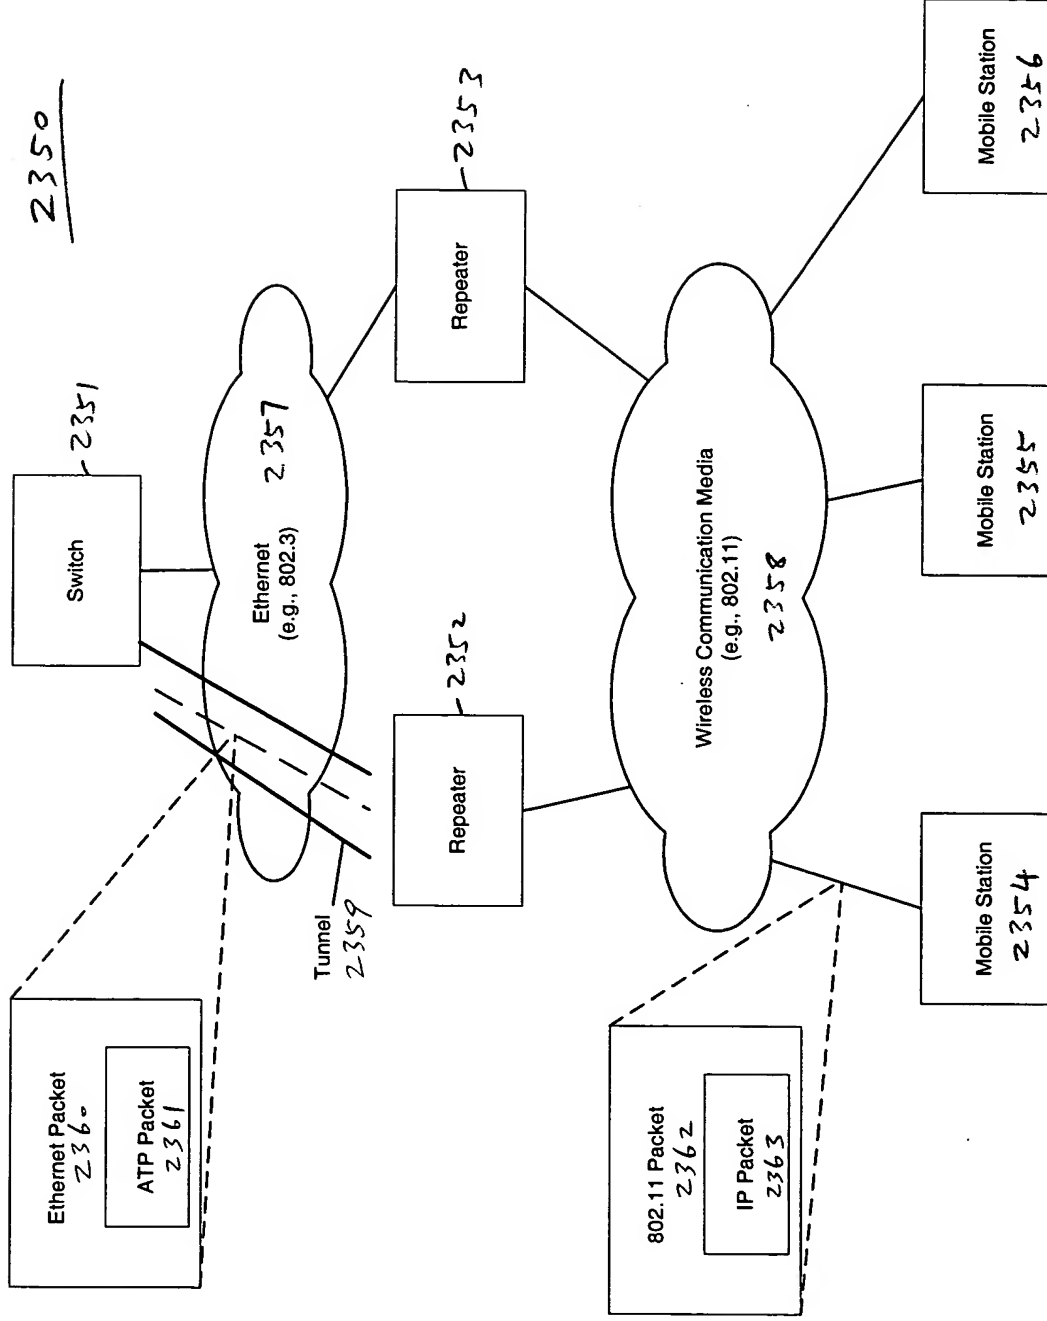 2350
Switch
2351
Ethernet Packet
2360
ATP Packet
2361
Ethernet
(e.g., 802.3)
2357
Tunnel
2359
Repeater
2352
Repeater
2353
802.11 Packet
2362
IP Packet
2363
Wireless Communication Media
(e.g., 802.11)
2358
Mobile Station
2354
Mobile Station
2355
Mobile Station
2356